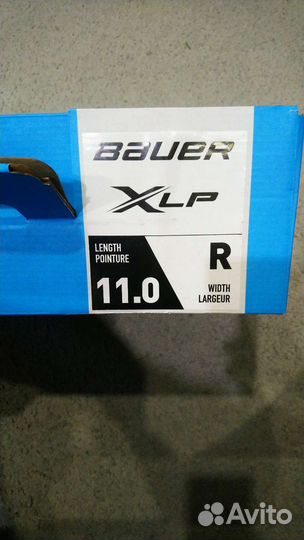 BAUER
XLP
LENGTH
POINTURE
11.0
R
WIDTH
LARGEUR
Avito